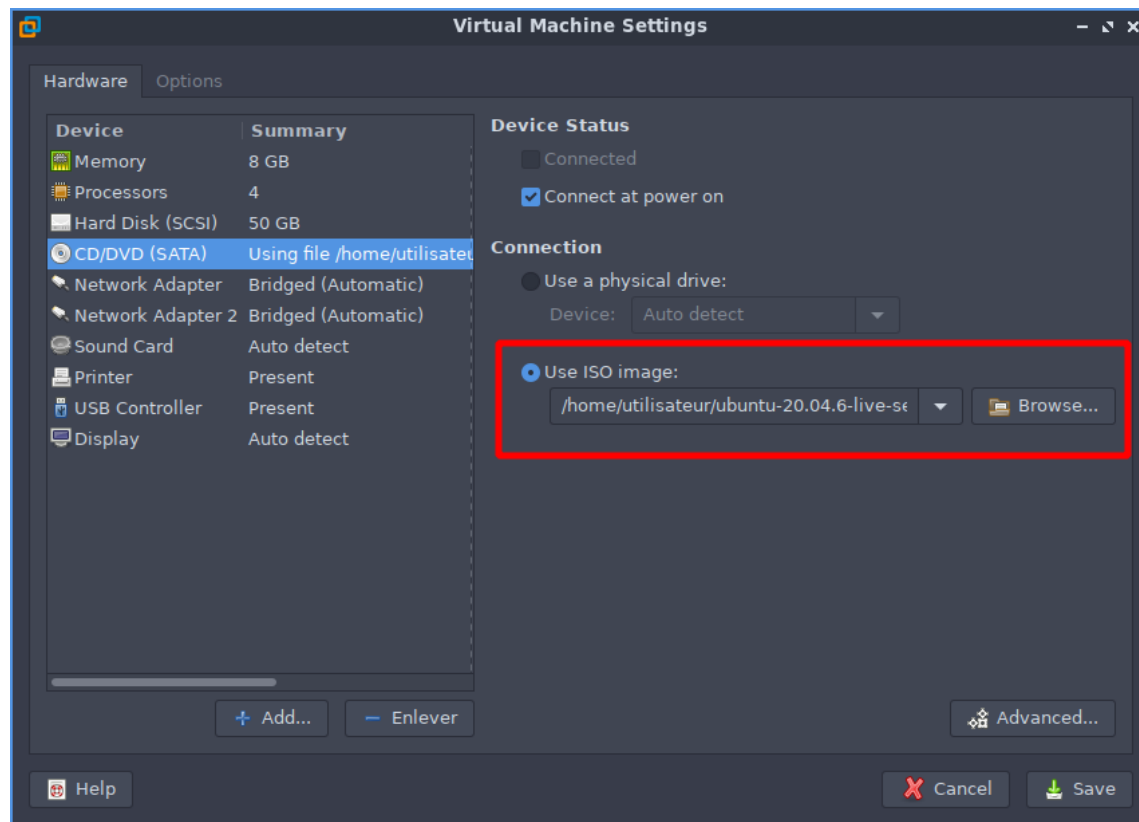 Virtual Machine Settings
Hardware Options
Device Summary
Memory 8 GB
Processors 4
Hard Disk (SCSI) 50 GB
CD/DVD (SATA) Using file /home/utilisateu
Network Adapter Bridged (Automatic)
Network Adapter 2 Bridged (Automatic)
Sound Card Auto detect
Printer Present
USB Controller Present
Display Auto detect
+ Add... − Enlever
Device Status
Connected
Connect at power on
Connection
Use a physical drive:
Device: Auto detect
Use ISO image:
/home/utilisateur/ubuntu-20.04.6-live-se Browse...
Advanced...
Help Cancel Save